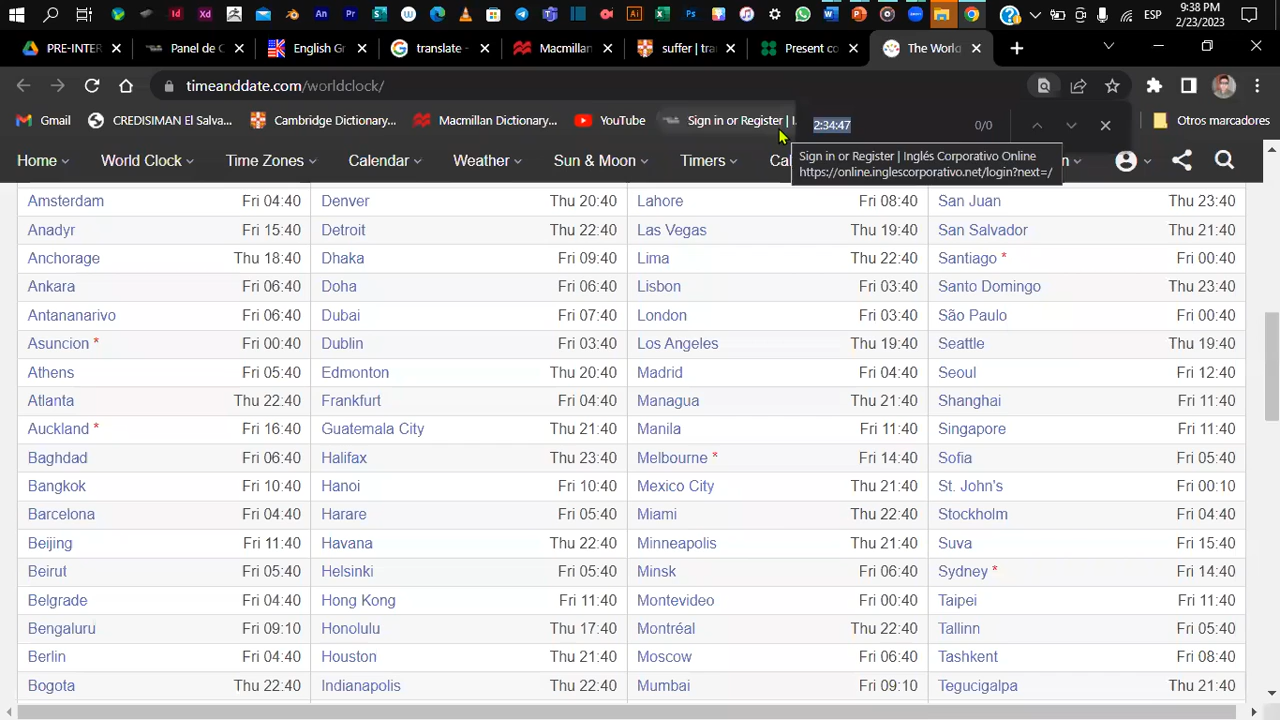 ESP
9:38 PM
2/23/2023
PRE-INTER
Panel de C
English Gr
translate -
Macmillan
suffer | tra
Present co
The World
timeanddate.com/worldclock/
Gmail
CREDISIMAN El Salva...
Cambridge Dictionary...
Macmillan Dictionary...
YouTube
Sign in or Register | I
2:34:47
0/0
Otros marcadores
Sign in or Register | Inglés Corporativo Online
https://online.inglescorporativo.net/login?next=/
Home World Clock Time Zones Calendar Weather Sun & Moon Timers
Amsterdam Fri 04:40 Denver Thu 20:40 Lahore Fri 08:40 San Juan Thu 23:40
Anadyr Fri 15:40 Detroit Thu 22:40 Las Vegas Thu 19:40 San Salvador Thu 21:40
Anchorage Thu 18:40 Dhaka Fri 09:40 Lima Thu 22:40 Santiago * Fri 00:40
Ankara Fri 06:40 Doha Fri 06:40 Lisbon Fri 03:40 Santo Domingo Thu 23:40
Antananarivo Fri 06:40 Dubai Fri 07:40 London Fri 03:40 São Paulo Fri 00:40
Asuncion * Fri 00:40 Dublin Fri 03:40 Los Angeles Thu 19:40 Seattle Thu 19:40
Athens Fri 05:40 Edmonton Thu 20:40 Madrid Fri 04:40 Seoul Fri 12:40
Atlanta Thu 22:40 Frankfurt Fri 04:40 Managua Thu 21:40 Shanghai Fri 11:40
Auckland * Fri 16:40 Guatemala City Thu 21:40 Manila Fri 11:40 Singapore Fri 11:40
Baghdad Fri 06:40 Halifax Thu 23:40 Melbourne * Fri 14:40 Sofia Fri 05:40
Bangkok Fri 10:40 Hanoi Fri 10:40 Mexico City Thu 21:40 St. John's Fri 00:10
Barcelona Fri 04:40 Harare Fri 05:40 Miami Thu 22:40 Stockholm Fri 04:40
Beijing Fri 11:40 Havana Thu 22:40 Minneapolis Thu 21:40 Suva Fri 15:40
Beirut Fri 05:40 Helsinki Fri 05:40 Minsk Fri 06:40 Sydney * Fri 14:40
Belgrade Fri 04:40 Hong Kong Fri 11:40 Montevideo Fri 00:40 Taipei Fri 11:40
Bengaluru Fri 09:10 Honolulu Thu 17:40 Montréal Thu 22:40 Tallinn Fri 05:40
Berlin Fri 04:40 Houston Thu 21:40 Moscow Fri 06:40 Tashkent Fri 08:40
Bogota Thu 22:40 Indianapolis Thu 22:40 Mumbai Fri 09:10 Tegucigalpa Thu 21:40